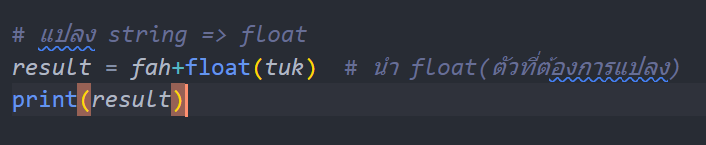 # แปลง string => float
result = fah+float(tuk)  # นำ float(ตัวที่ต้องการแปลง)
print(result)